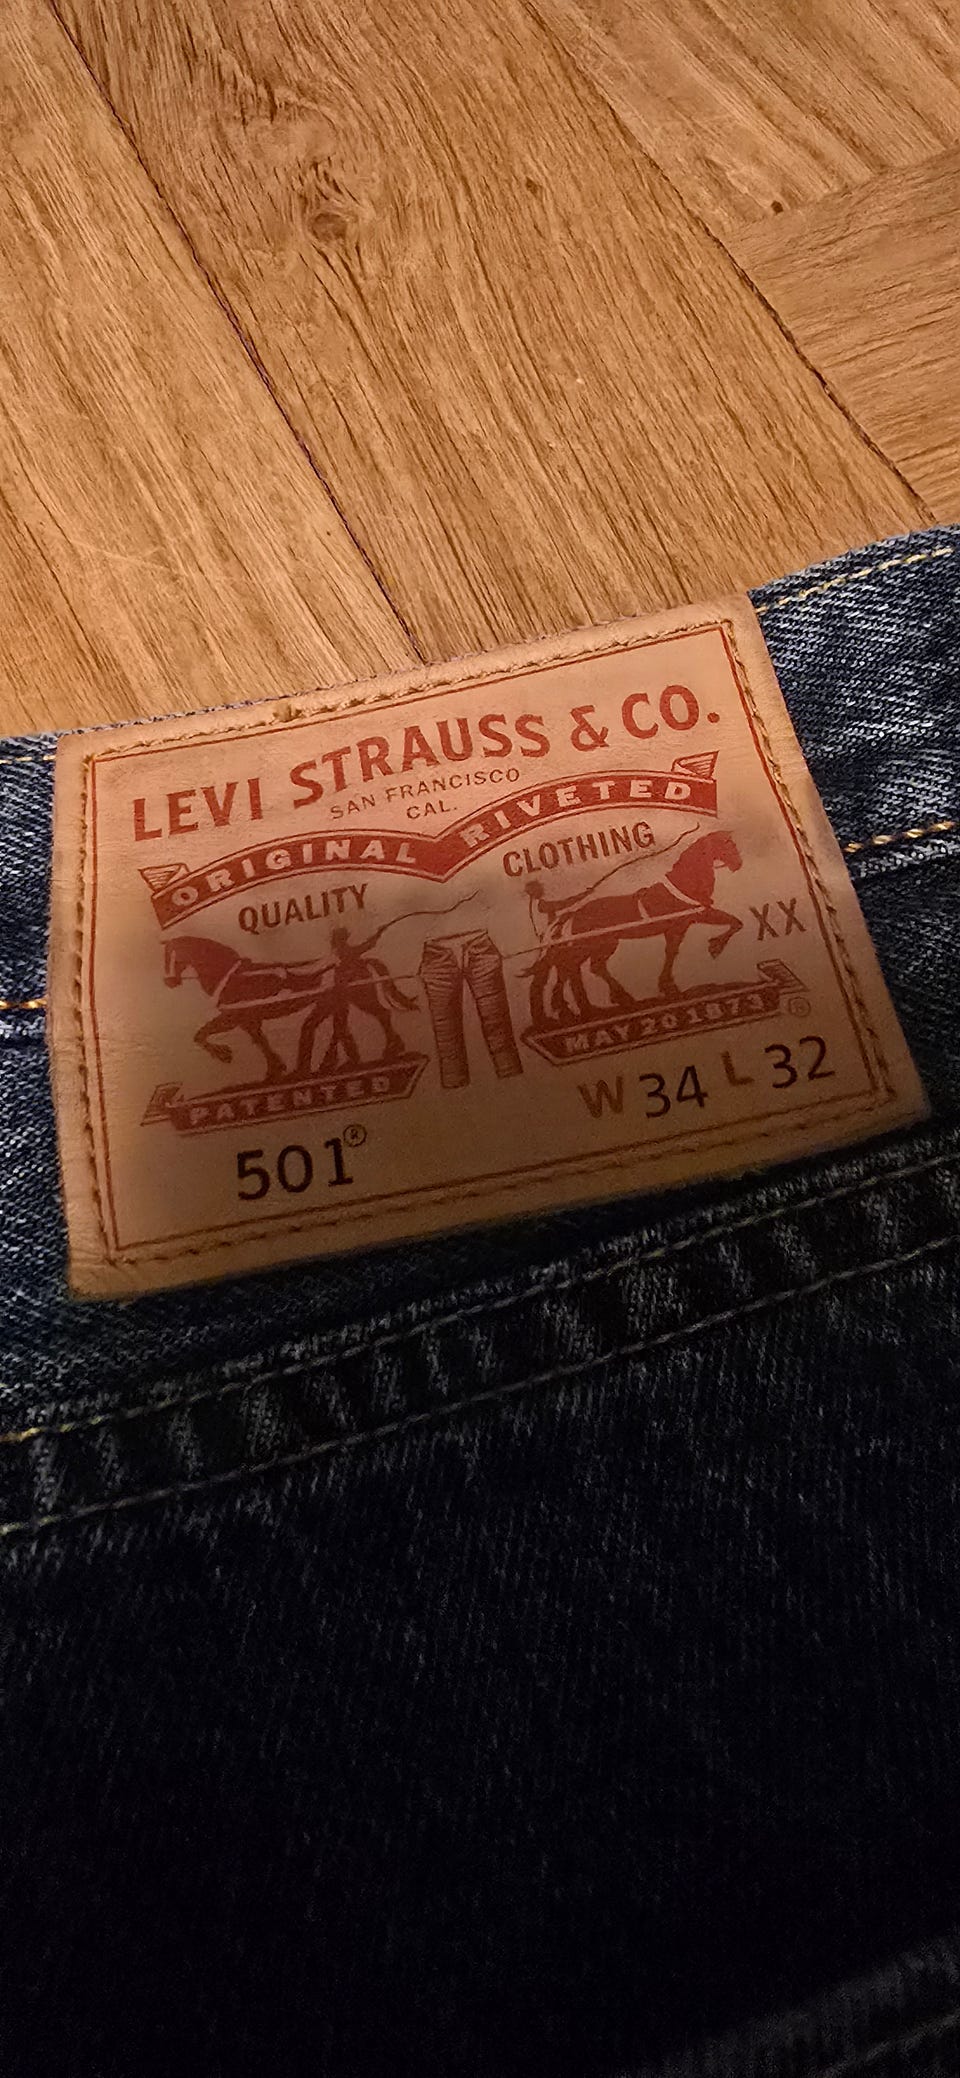 LEVI STRAUSS & CO.
SAN FRANCISCO
CAL.
ORIGINAL RIVETED
QUALITY CLOTHING
XX
PATENTED MAY 20 1873 ®
501® W 34 L 32